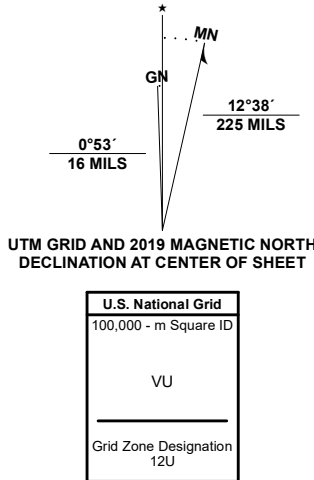 ★
MN
GN
12°38´
225 MILS
0°53´
16 MILS
UTM GRID AND 2019 MAGNETIC NORTH
DECLINATION AT CENTER OF SHEET
U.S. National Grid
100,000 - m Square ID
VU
Grid Zone Designation
12U